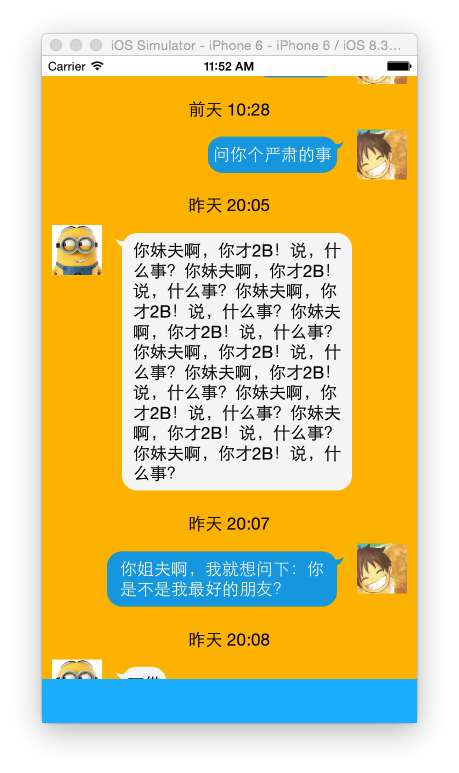 iOS Simulator - iPhone 6 - iPhone 6 / iOS 8.3...
Carrier 11:52 AM
前天 10:28
问你个严肃的事
昨天 20:05
你妹夫啊，你才2B！说，什
么事？你妹夫啊，你才2B！
说，什么事？你妹夫啊，你
才2B！说，什么事？你妹夫
啊，你才2B！说，什么事？
你妹夫啊，你才2B！说，什
么事？你妹夫啊，你才2B！
说，什么事？你妹夫啊，你
才2B！说，什么事？你妹夫
啊，你才2B！说，什么事？
你妹夫啊，你才2B！说，什
么事？
昨天 20:07
你姐夫啊，我就想问下：你
是不是我最好的朋友？
昨天 20:08